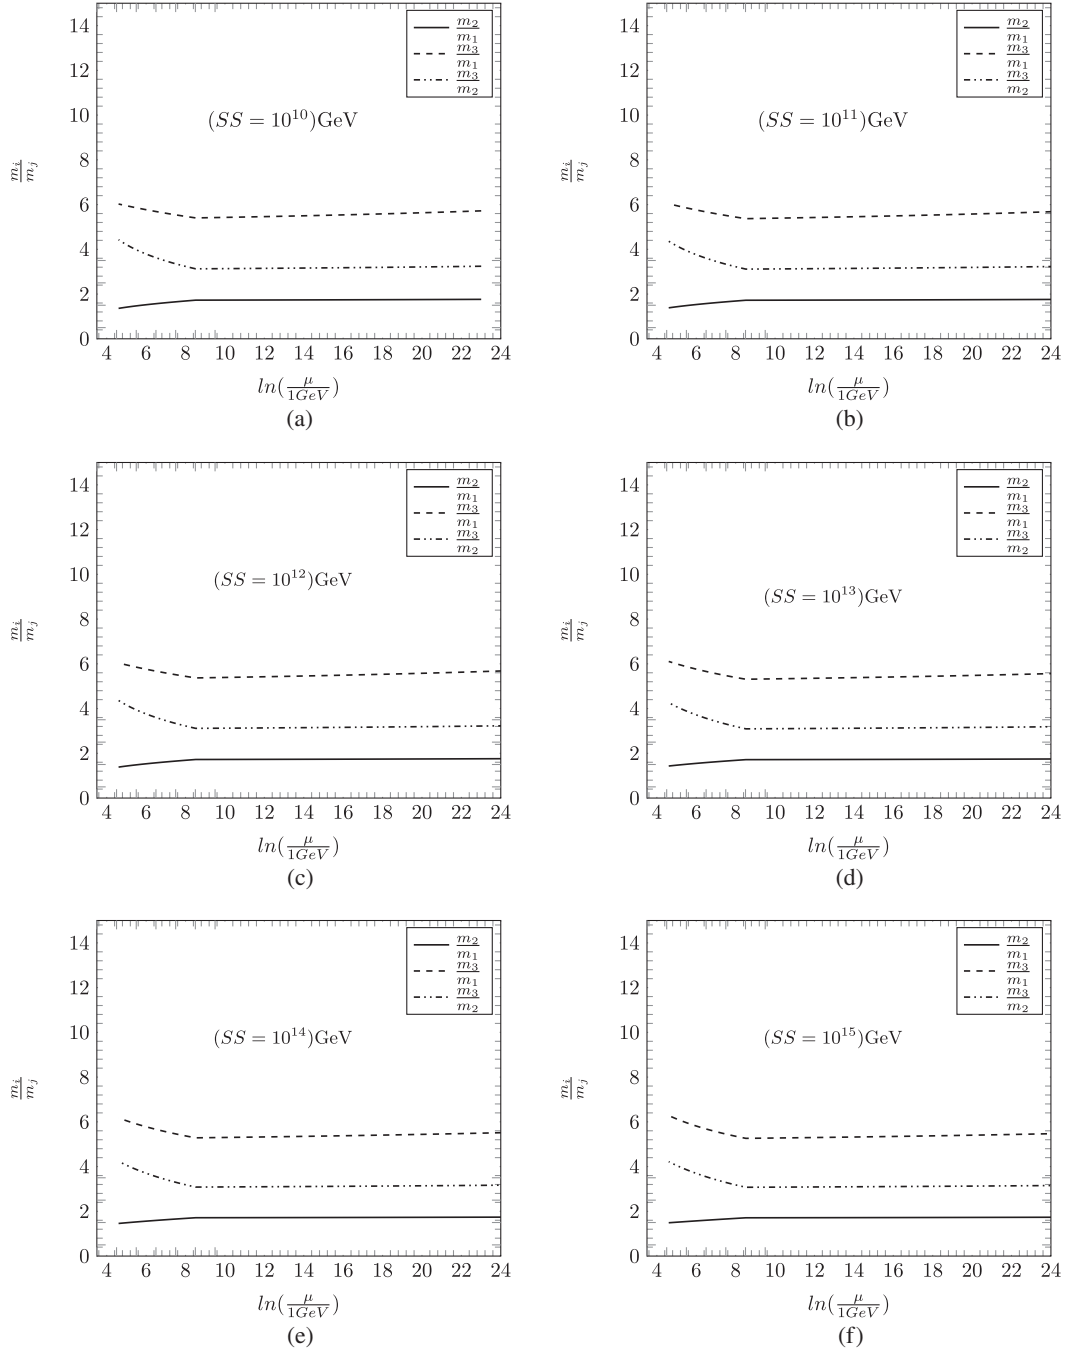 14
12
10
8
6
4
2
0
m_i/m_j
m_2/m_1
m_3/m_1
m_3/m_2
(SS = 10^10)GeV
4 6 8 10 12 14 16 18 20 22 24
ln(μ/1GeV)
(a)
14
12
10
8
6
4
2
0
m_i/m_j
m_2/m_1
m_3/m_1
m_3/m_2
(SS = 10^11)GeV
4 6 8 10 12 14 16 18 20 22 24
ln(μ/1GeV)
(b)
14
12
10
8
6
4
2
0
m_i/m_j
m_2/m_1
m_3/m_1
m_3/m_2
(SS = 10^12)GeV
4 6 8 10 12 14 16 18 20 22 24
ln(μ/1GeV)
(c)
14
12
10
8
6
4
2
0
m_i/m_j
m_2/m_1
m_3/m_1
m_3/m_2
(SS = 10^13)GeV
4 6 8 10 12 14 16 18 20 22 24
ln(μ/1GeV)
(d)
14
12
10
8
6
4
2
0
m_i/m_j
m_2/m_1
m_3/m_1
m_3/m_2
(SS = 10^14)GeV
4 6 8 10 12 14 16 18 20 22 24
ln(μ/1GeV)
(e)
14
12
10
8
6
4
2
0
m_i/m_j
m_2/m_1
m_3/m_1
m_3/m_2
(SS = 10^15)GeV
4 6 8 10 12 14 16 18 20 22 24
ln(μ/1GeV)
(f)